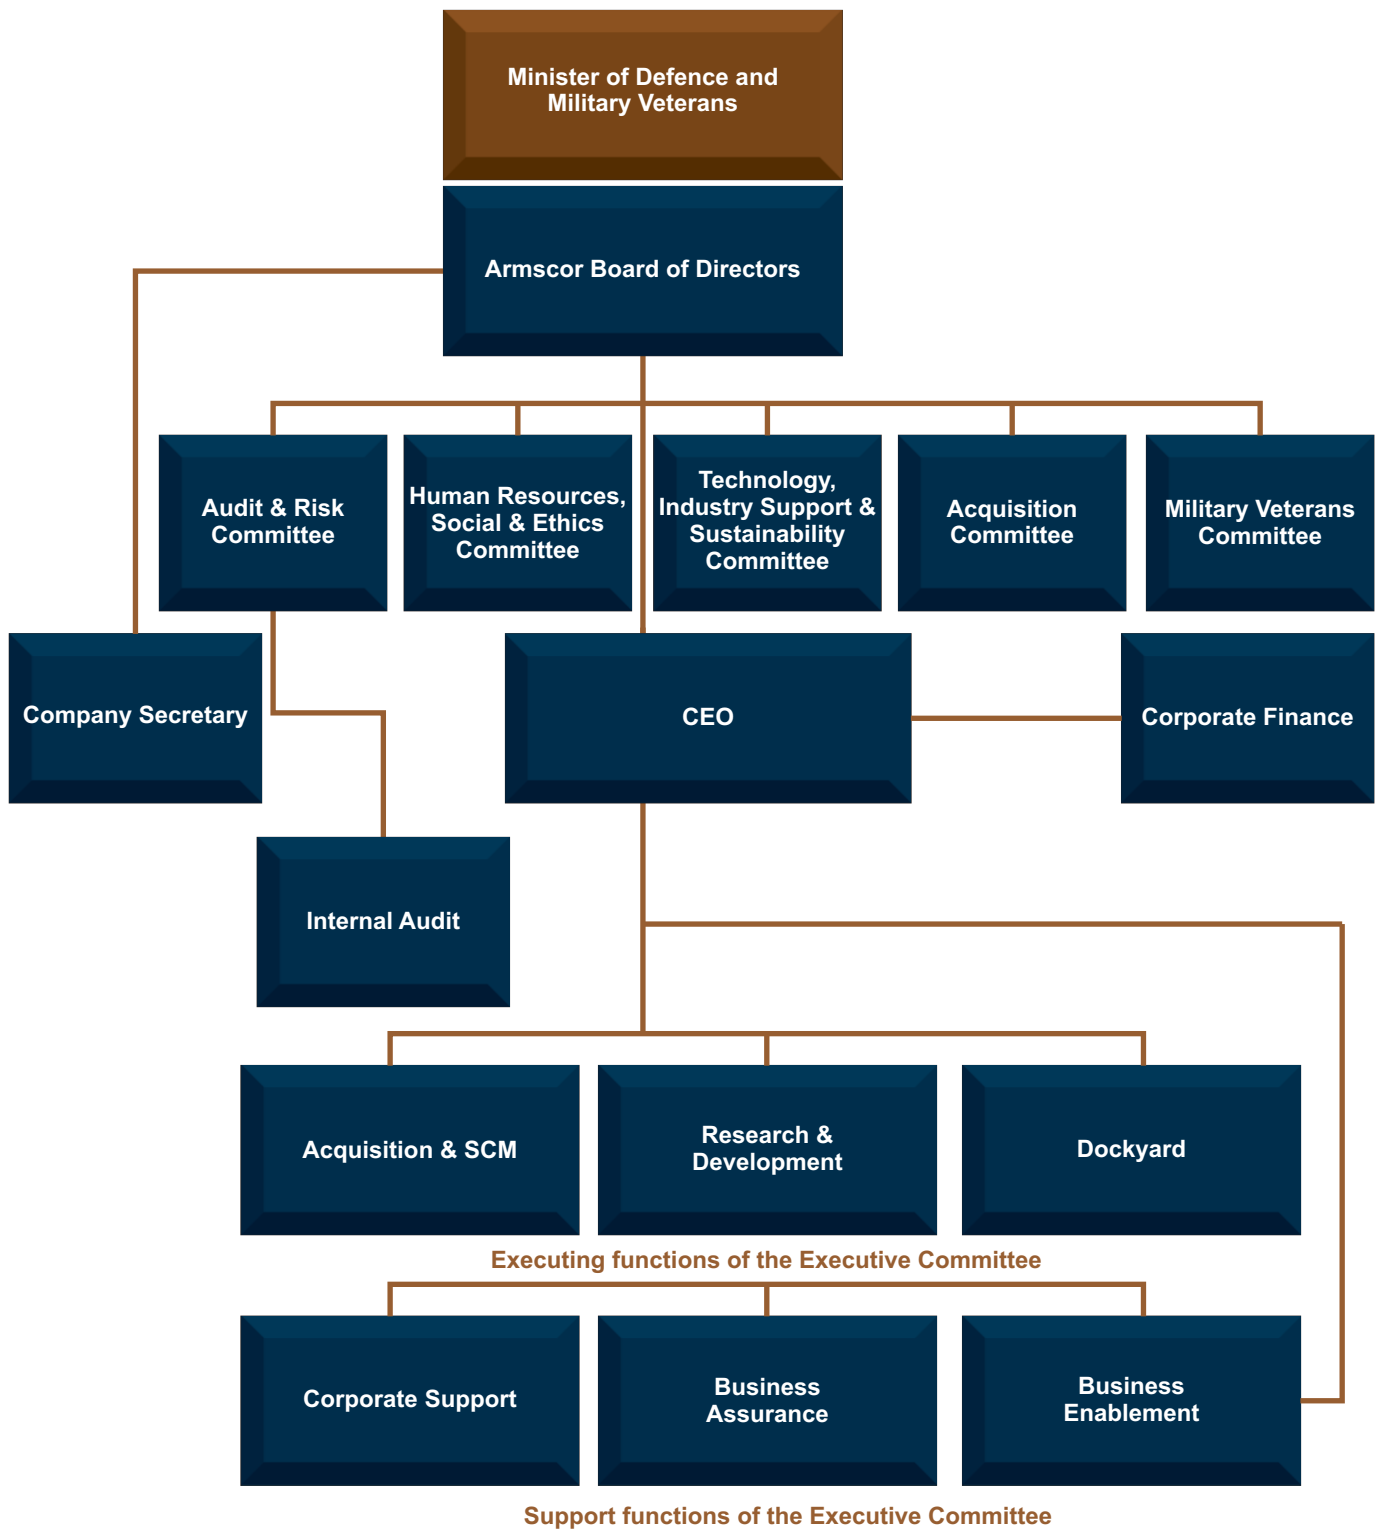 Minister of Defence and
Military Veterans
Armscor Board of Directors
Audit & Risk
Committee
Human Resources,
Social & Ethics
Committee
Technology,
Industry Support &
Sustainability
Committee
Acquisition
Committee
Military Veterans
Committee
Company Secretary
CEO
Corporate Finance
Internal Audit
Acquisition & SCM
Research &
Development
Dockyard
Executing functions of the Executive Committee
Corporate Support
Business
Assurance
Business
Enablement
Support functions of the Executive Committee